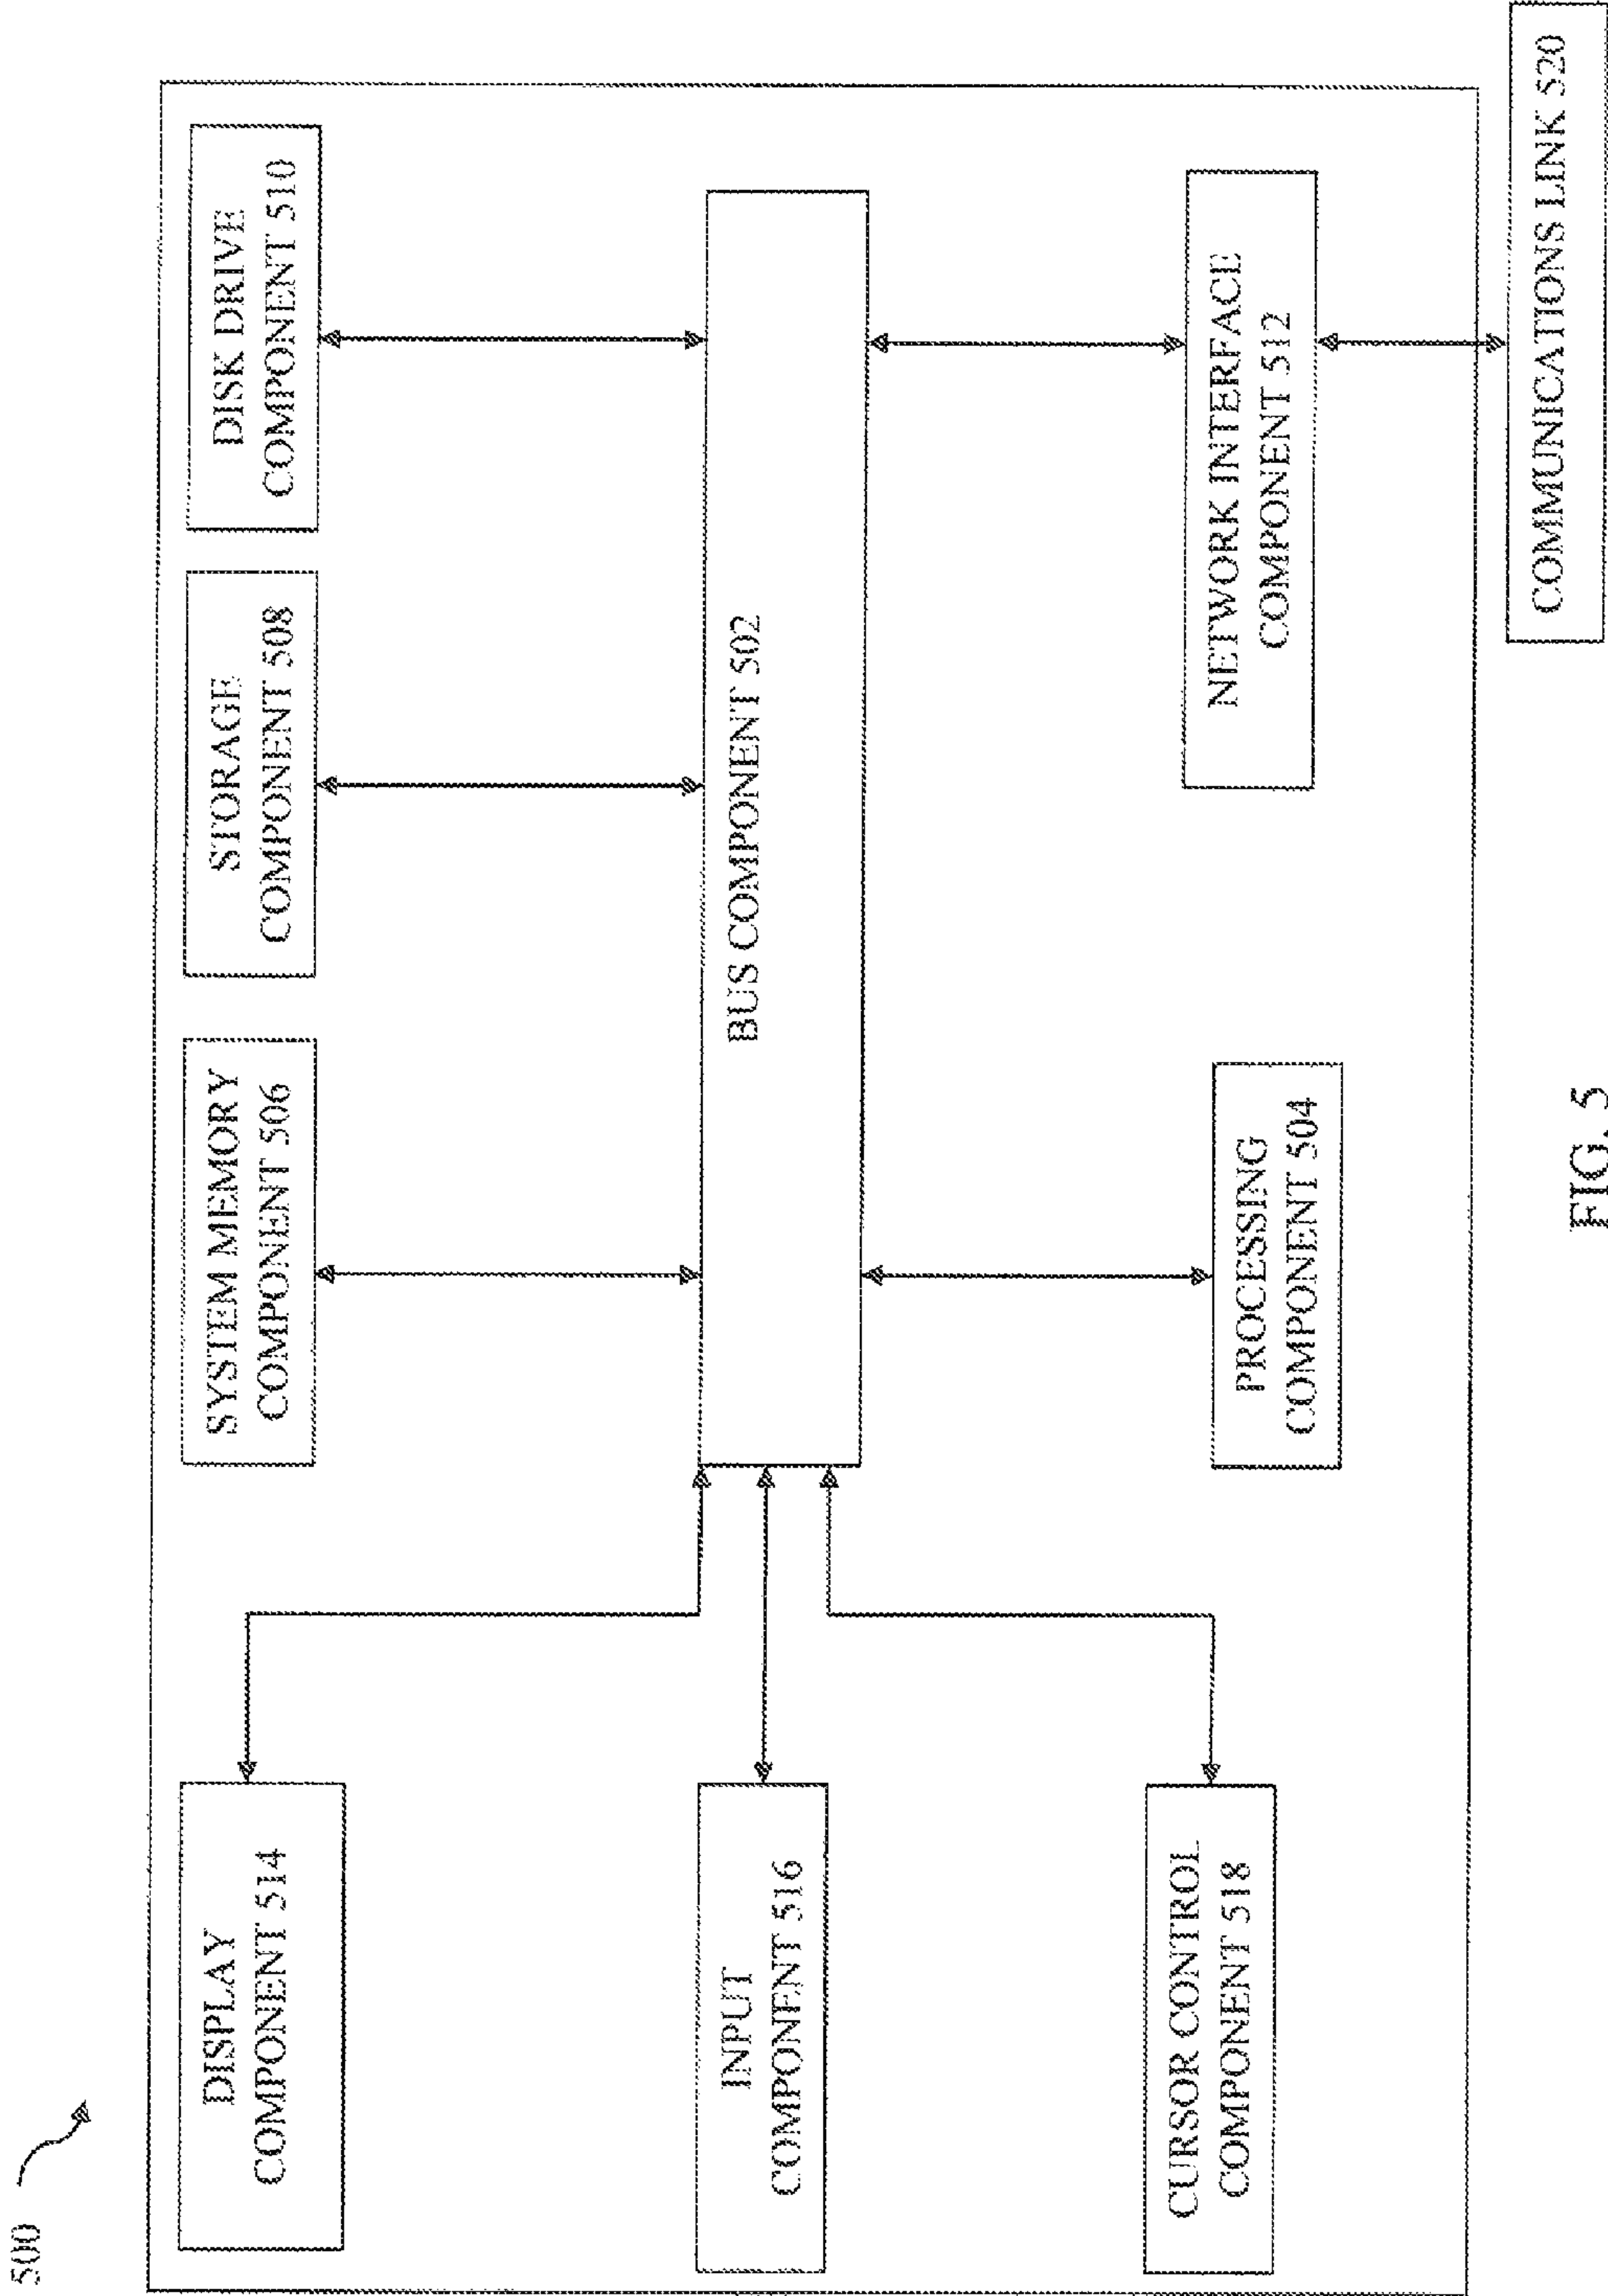 500
DISPLAY
COMPONENT 514
SYSTEM MEMORY
COMPONENT 506
STORAGE
COMPONENT 508
DISK DRIVE
COMPONENT 510
INPUT
COMPONENT 516
BUS COMPONENT 502
CURSOR CONTROL
COMPONENT 518
PROCESSING
COMPONENT 504
NETWORK INTERFACE
COMPONENT 512
COMMUNICATIONS LINK 520
FIG. 5